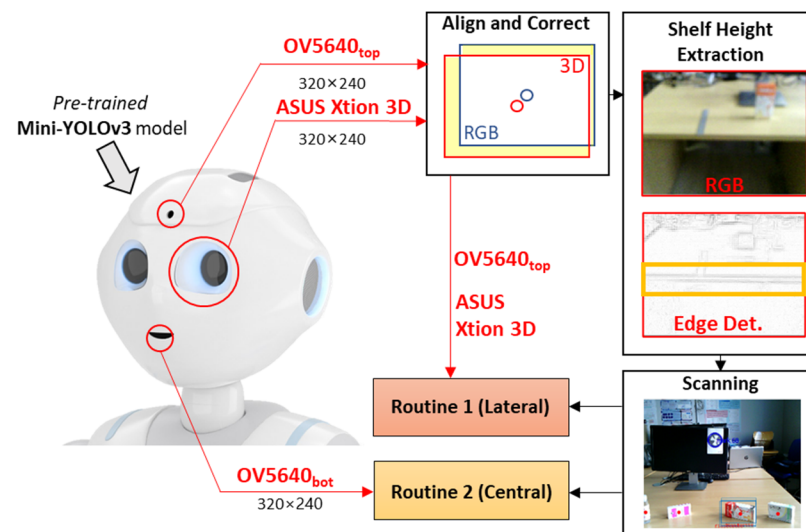 Align and Correct
OV5640top
320×240
ASUS Xtion 3D
320×240
3D
RGB
Shelf Height
Extraction
RGB
Edge Det.
Pre-trained
Mini-YOLOv3 model
OV5640top
ASUS
Xtion 3D
Scanning
Routine 1 (Lateral)
Routine 2 (Central)
OV5640bot
320×240